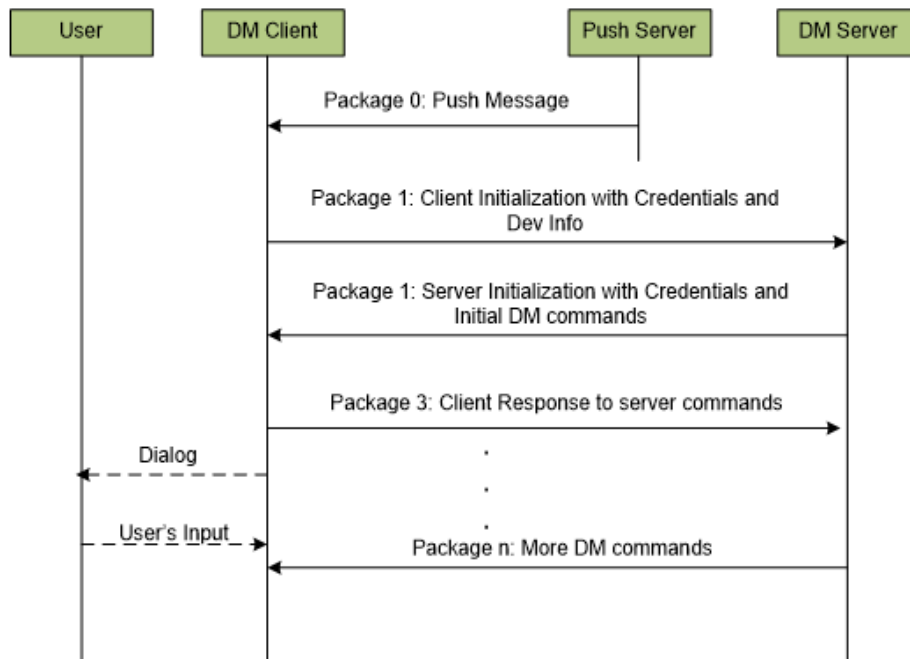 User
DM Client
Push Server
DM Server
Package 0: Push Message
Package 1: Client Initialization with Credentials and
Dev Info
Package 1: Server Initialization with Credentials and
Initial DM commands
Package 3: Client Response to server commands
Dialog
User's Input
Package n: More DM commands